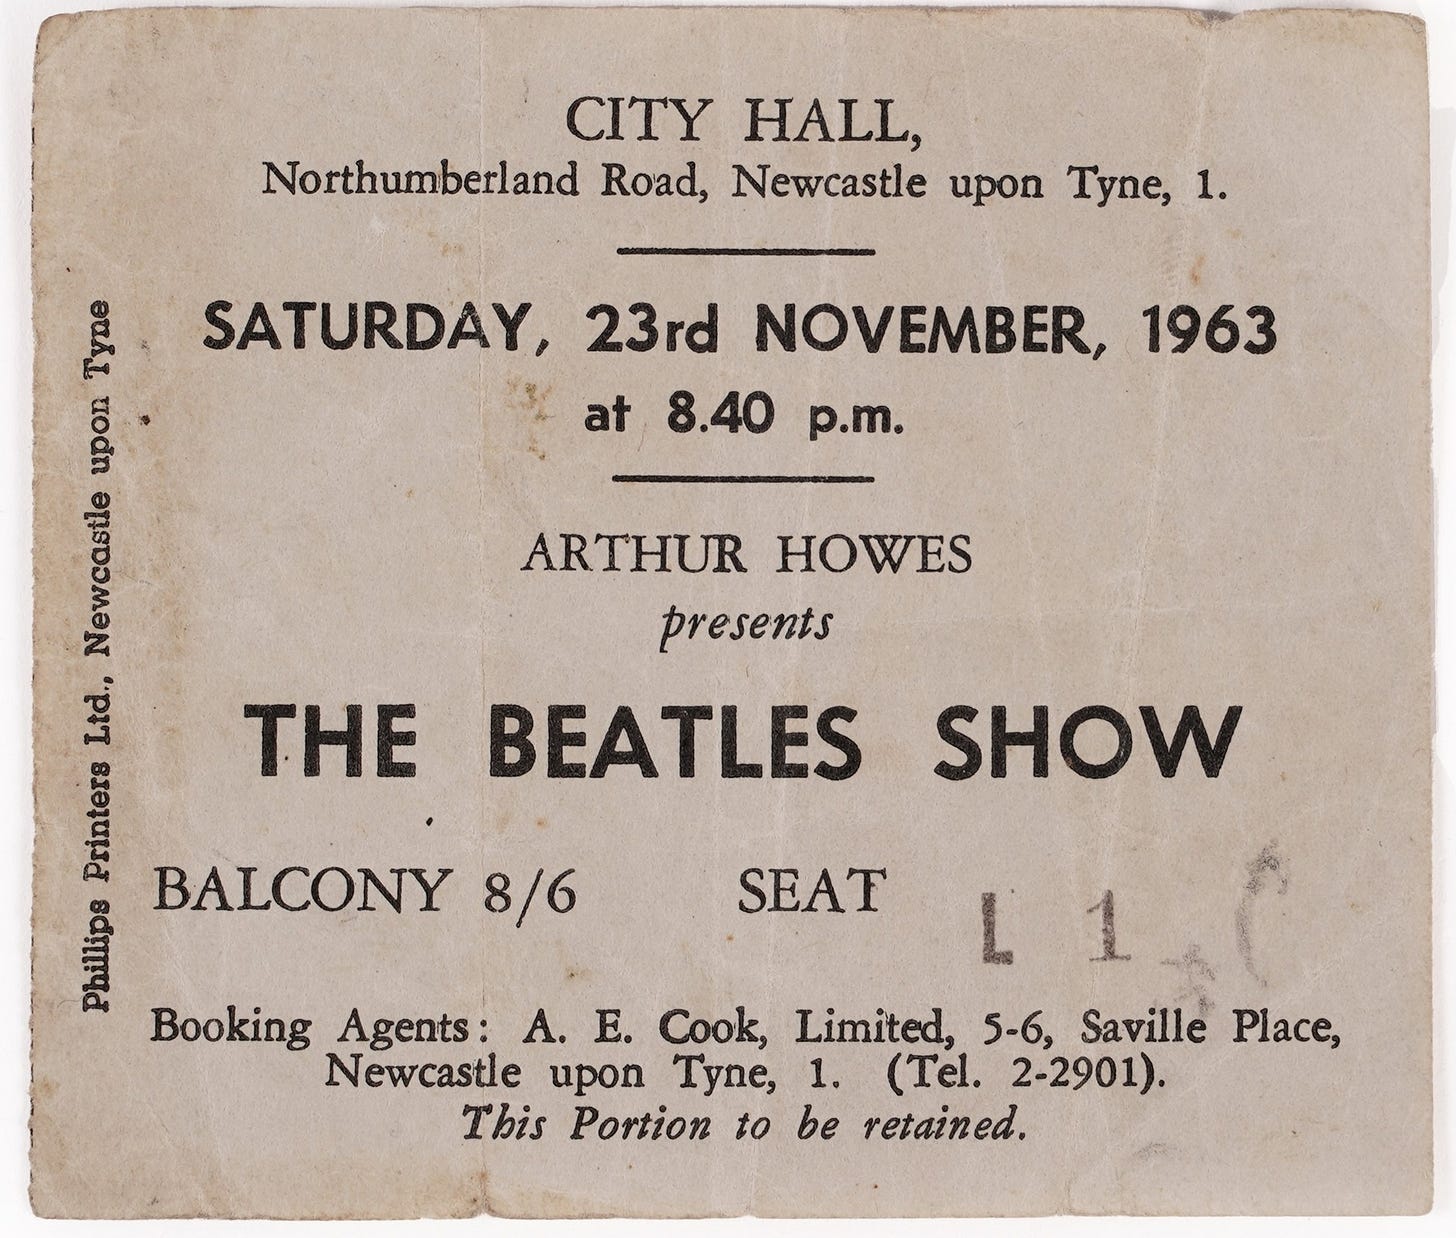 CITY HALL,
Northumberland Road, Newcastle upon Tyne, 1.
SATURDAY, 23rd NOVEMBER, 1963
at 8.40 p.m.
ARTHUR HOWES
presents
THE BEATLES SHOW
BALCONY 8/6 SEAT L 1
Booking Agents: A. E. Cook, Limited, 5-6, Saville Place,
Newcastle upon Tyne, 1. (Tel. 2-2901).
This Portion to be retained.
Phillips Printers Ltd., Newcastle upon Tyne